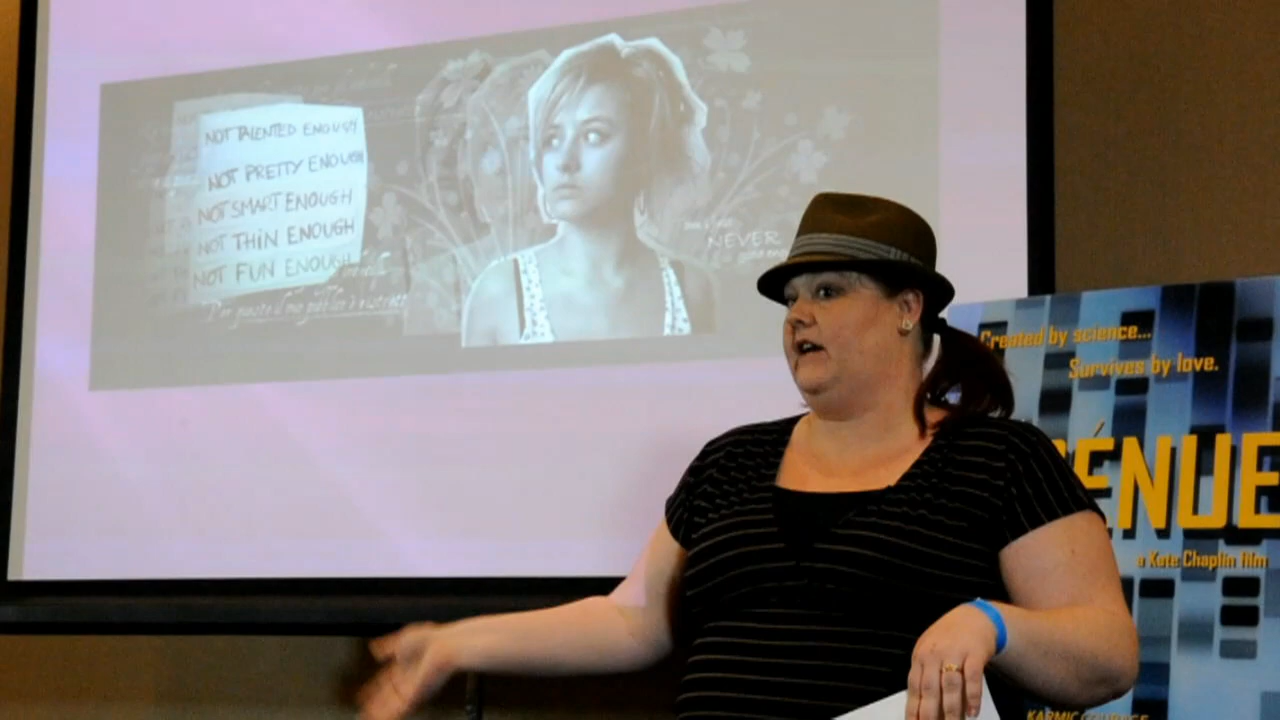 NOT TALENTED ENOUGH
NOT PRETTY ENOUGH
NOT SMART ENOUGH
NOT THIN ENOUGH
NOT FUN ENOUGH
NEVER
Created by science...
Survives by love.
ÉNUE
a Kate Chaplin film
KARMIC